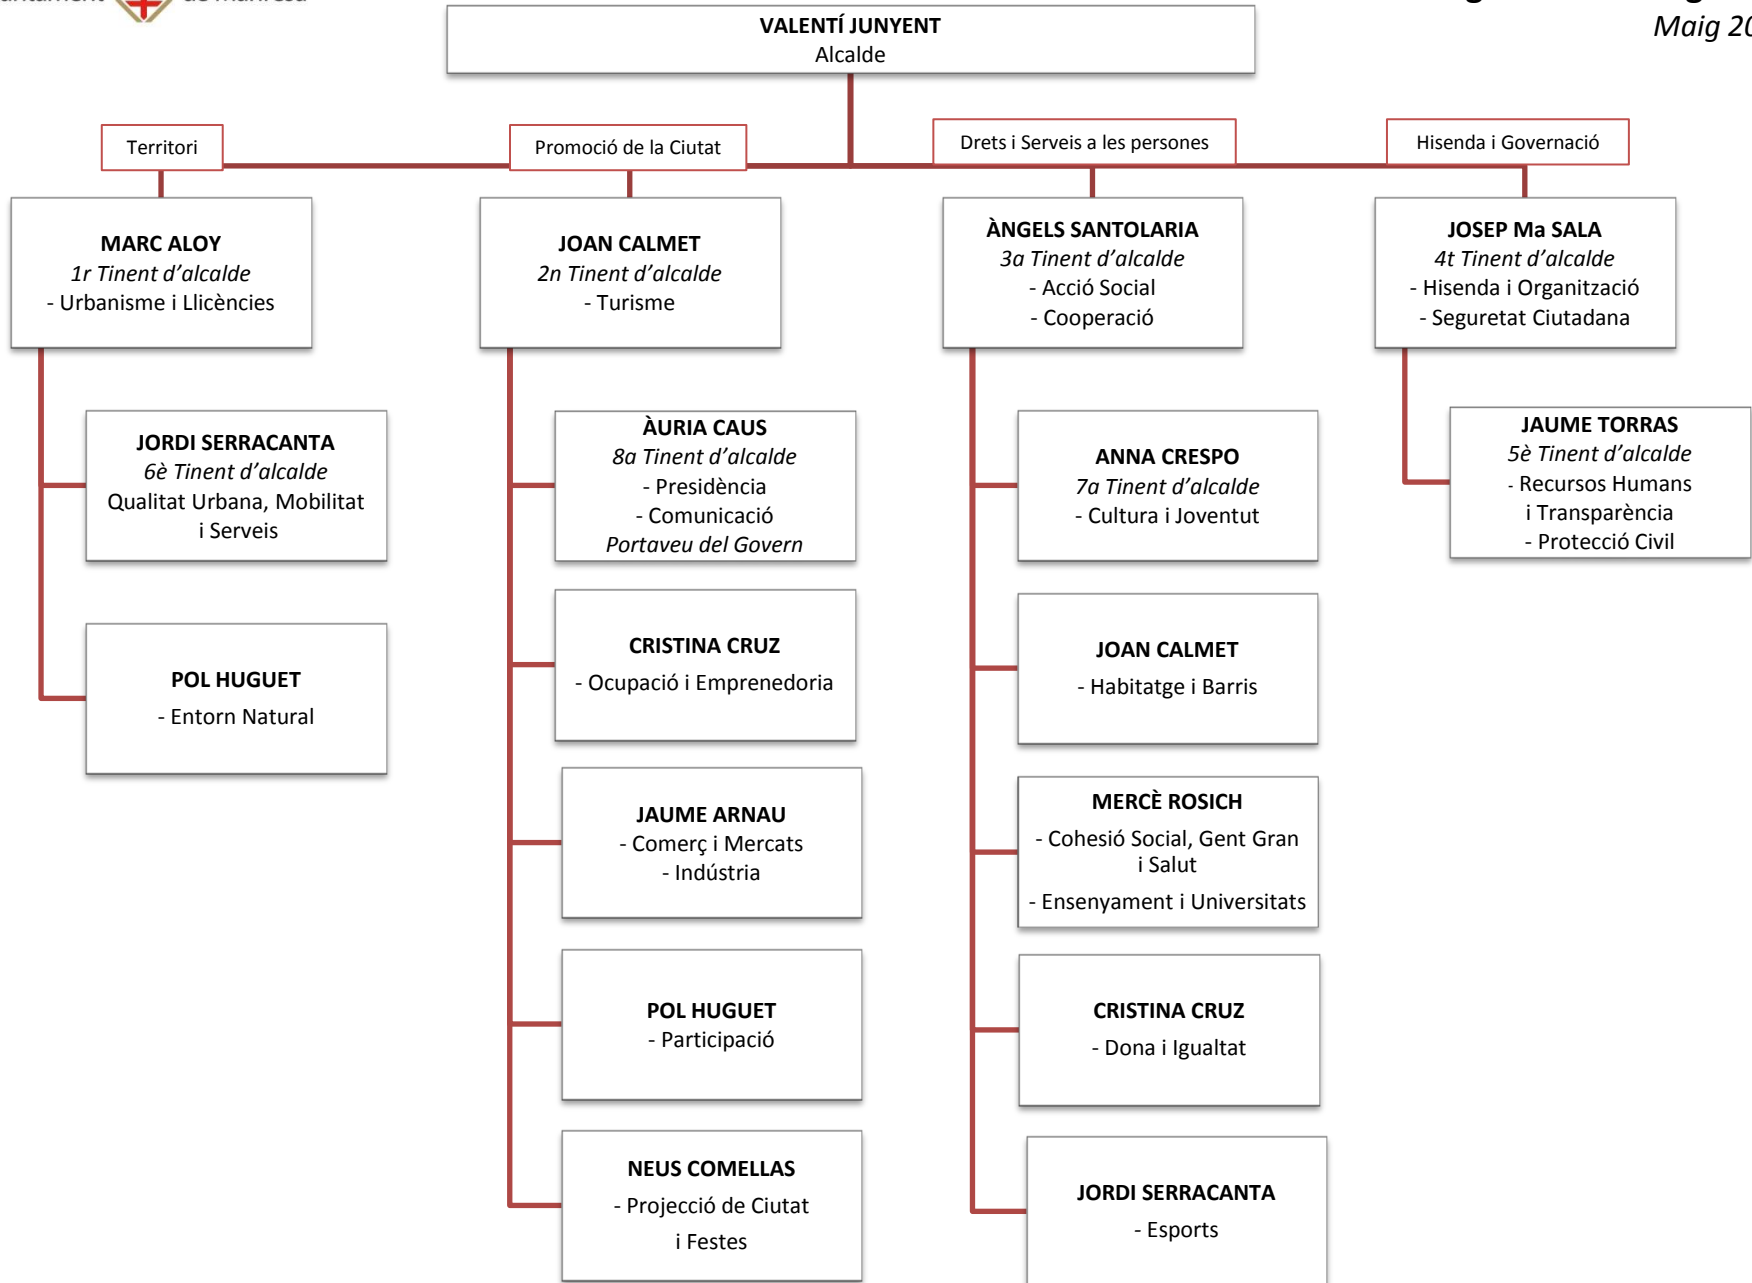 de Manresa
Maig 20
VALENTÍ JUNYENT
Alcalde
Territori
Promoció de la Ciutat
Drets i Serveis a les persones
Hisenda i Governació
MARC ALOY
1r Tinent d’alcalde
- Urbanisme i Llicències
JORDI SERRACANTA
6è Tinent d’alcalde
Qualitat Urbana, Mobilitat
i Serveis
POL HUGUET
- Entorn Natural
JOAN CALMET
2n Tinent d’alcalde
- Turisme
ÀURIA CAUS
8a Tinent d’alcalde
- Presidència
- Comunicació
Portaveu del Govern
CRISTINA CRUZ
- Ocupació i Emprenedoria
JAUME ARNAU
- Comerç i Mercats
- Indústria
POL HUGUET
- Participació
NEUS COMELLAS
- Projecció de Ciutat
i Festes
ÀNGELS SANTOLARIA
3a Tinent d’alcalde
- Acció Social
- Cooperació
ANNA CRESPO
7a Tinent d’alcalde
- Cultura i Joventut
JOAN CALMET
- Habitatge i Barris
MERCÈ ROSICH
- Cohesió Social, Gent Gran
i Salut
- Ensenyament i Universitats
CRISTINA CRUZ
- Dona i Igualtat
JORDI SERRACANTA
- Esports
JOSEP Ma SALA
4t Tinent d’alcalde
- Hisenda i Organització
- Seguretat Ciutadana
JAUME TORRAS
5è Tinent d’alcalde
- Recursos Humans
i Transparència
- Protecció Civil